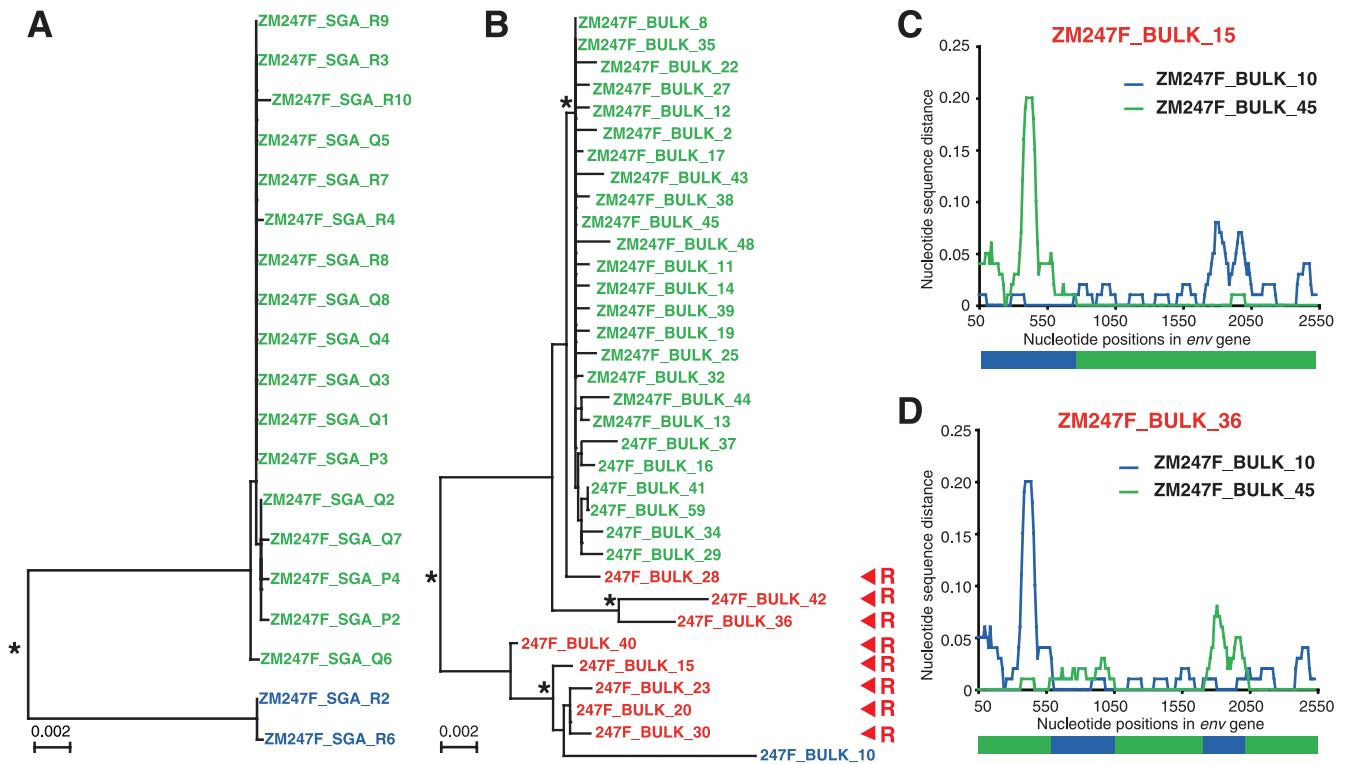 A
ZM247F_SGA_R9
ZM247F_SGA_R3
ZM247F_SGA_R10
ZM247F_SGA_Q5
ZM247F_SGA_R7
ZM247F_SGA_R4
ZM247F_SGA_R8
ZM247F_SGA_Q8
ZM247F_SGA_Q4
ZM247F_SGA_Q3
ZM247F_SGA_Q1
ZM247F_SGA_P3
ZM247F_SGA_Q2
ZM247F_SGA_Q7
ZM247F_SGA_P4
ZM247F_SGA_P2
ZM247F_SGA_Q6
*
ZM247F_SGA_R2
ZM247F_SGA_R6
0.002
B
ZM247F_BULK_8
ZM247F_BULK_35
ZM247F_BULK_22
ZM247F_BULK_27
*
ZM247F_BULK_12
ZM247F_BULK_2
ZM247F_BULK_17
ZM247F_BULK_43
ZM247F_BULK_38
ZM247F_BULK_45
ZM247F_BULK_48
ZM247F_BULK_11
ZM247F_BULK_14
ZM247F_BULK_39
ZM247F_BULK_19
ZM247F_BULK_25
ZM247F_BULK_32
ZM247F_BULK_44
ZM247F_BULK_13
247F_BULK_37
247F_BULK_16
247F_BULK_41
247F_BULK_59
247F_BULK_34
247F_BULK_29
*
247F_BULK_28 R
*
247F_BULK_42 R
247F_BULK_36 R
247F_BULK_40 R
247F_BULK_15 R
*
247F_BULK_23 R
247F_BULK_20 R
247F_BULK_30 R
247F_BULK_10
0.002
C
ZM247F_BULK_15
ZM247F_BULK_10
ZM247F_BULK_45
Nucleotide sequence distance
0.25
0.20
0.15
0.10
0.05
0
50 550 1050 1550 2050 2550
Nucleotide positions in env gene
D
ZM247F_BULK_36
ZM247F_BULK_10
ZM247F_BULK_45
Nucleotide sequence distance
0.25
0.20
0.15
0.10
0.05
0
50 550 1050 1550 2050 2550
Nucleotide positions in env gene